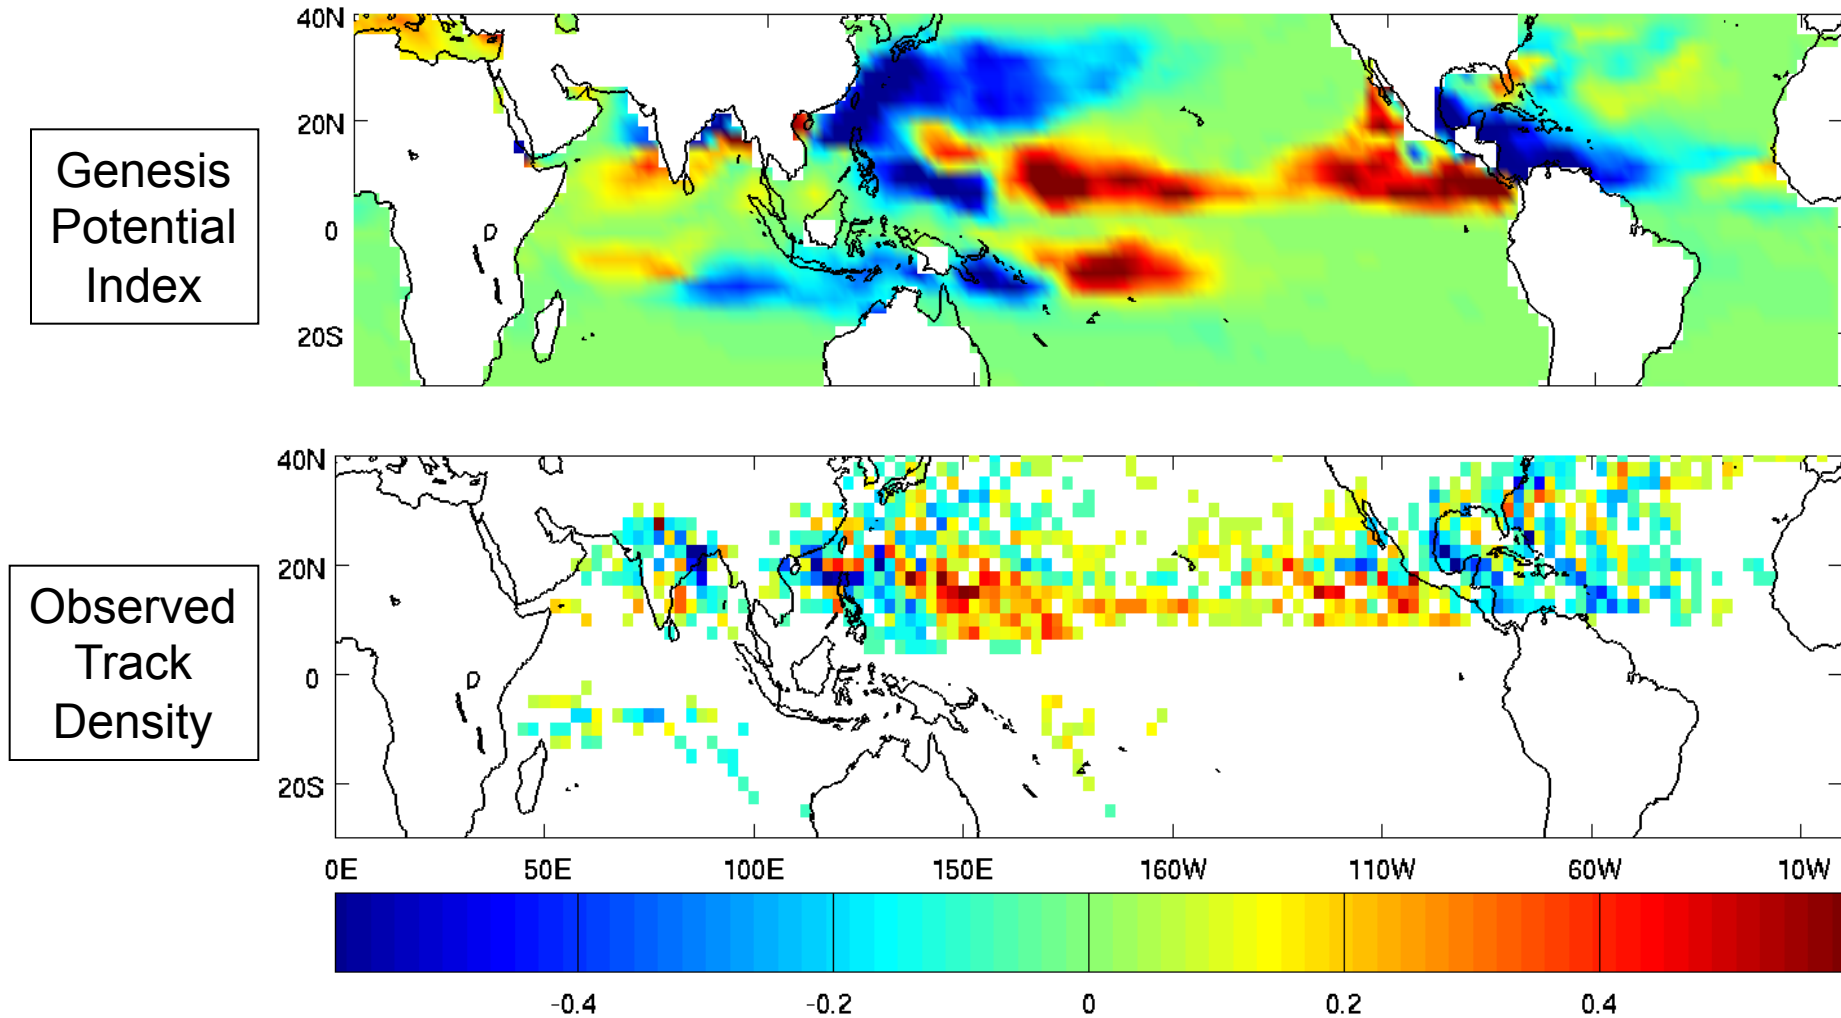 Genesis
Potential
Index
40N
20N
0
20S
Observed
Track
Density
40N
20N
0
20S
0E 50E 100E 150E 160W 110W 60W 10W
-0.4 -0.2 0 0.2 0.4